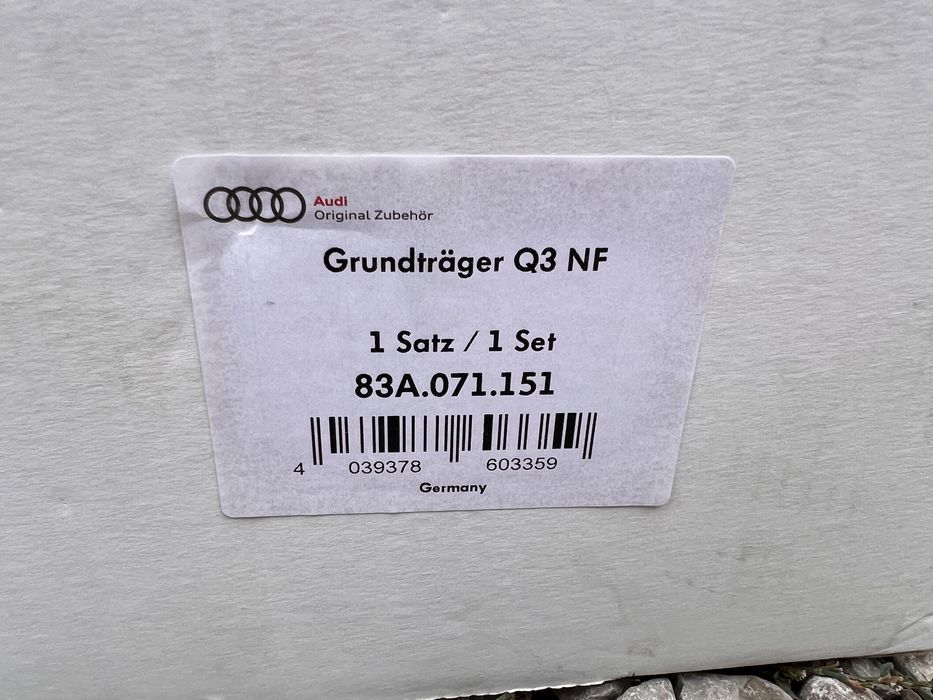 Audi
Original Zubehör
Grundträger Q3 NF
1 Satz / 1 Set
83A.071.151
4 039378 603359
Germany